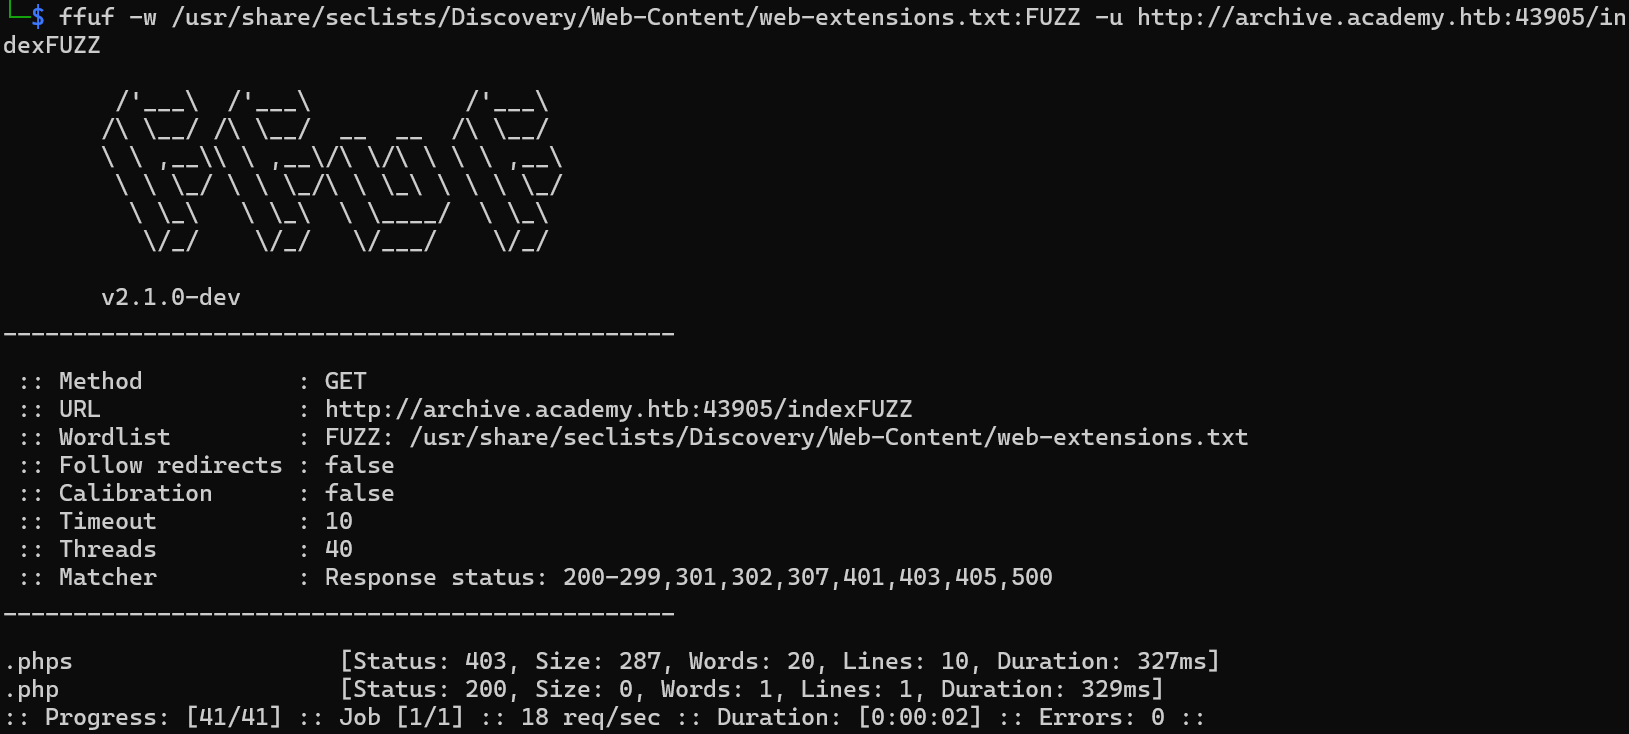 └─$ ffuf -w /usr/share/seclists/Discovery/Web-Content/web-extensions.txt:FUZZ -u http://archive.academy.htb:43905/in
dexFUZZ

        /'___\  /'___\           /'___\
       /\ \__/ /\ \__/  __  __  /\ \__/
       \ \ ,__\\ \ ,__\/\ \/\ \ \ \ ,__\
        \ \ \_/ \ \ \_/\ \ \_\ \ \ \ \_/
         \ \_\   \ \_\  \ \____/  \ \_\
          \/_/    \/_/   \/___/    \/_/

       v2.1.0-dev
________________________________________________

 :: Method           : GET
 :: URL              : http://archive.academy.htb:43905/indexFUZZ
 :: Wordlist         : FUZZ: /usr/share/seclists/Discovery/Web-Content/web-extensions.txt
 :: Follow redirects : false
 :: Calibration      : false
 :: Timeout          : 10
 :: Threads          : 40
 :: Matcher          : Response status: 200-299,301,302,307,401,403,405,500
________________________________________________

.phps                   [Status: 403, Size: 287, Words: 20, Lines: 10, Duration: 327ms]
.php                    [Status: 200, Size: 0, Words: 1, Lines: 1, Duration: 329ms]
:: Progress: [41/41] :: Job [1/1] :: 18 req/sec :: Duration: [0:00:02] :: Errors: 0 ::